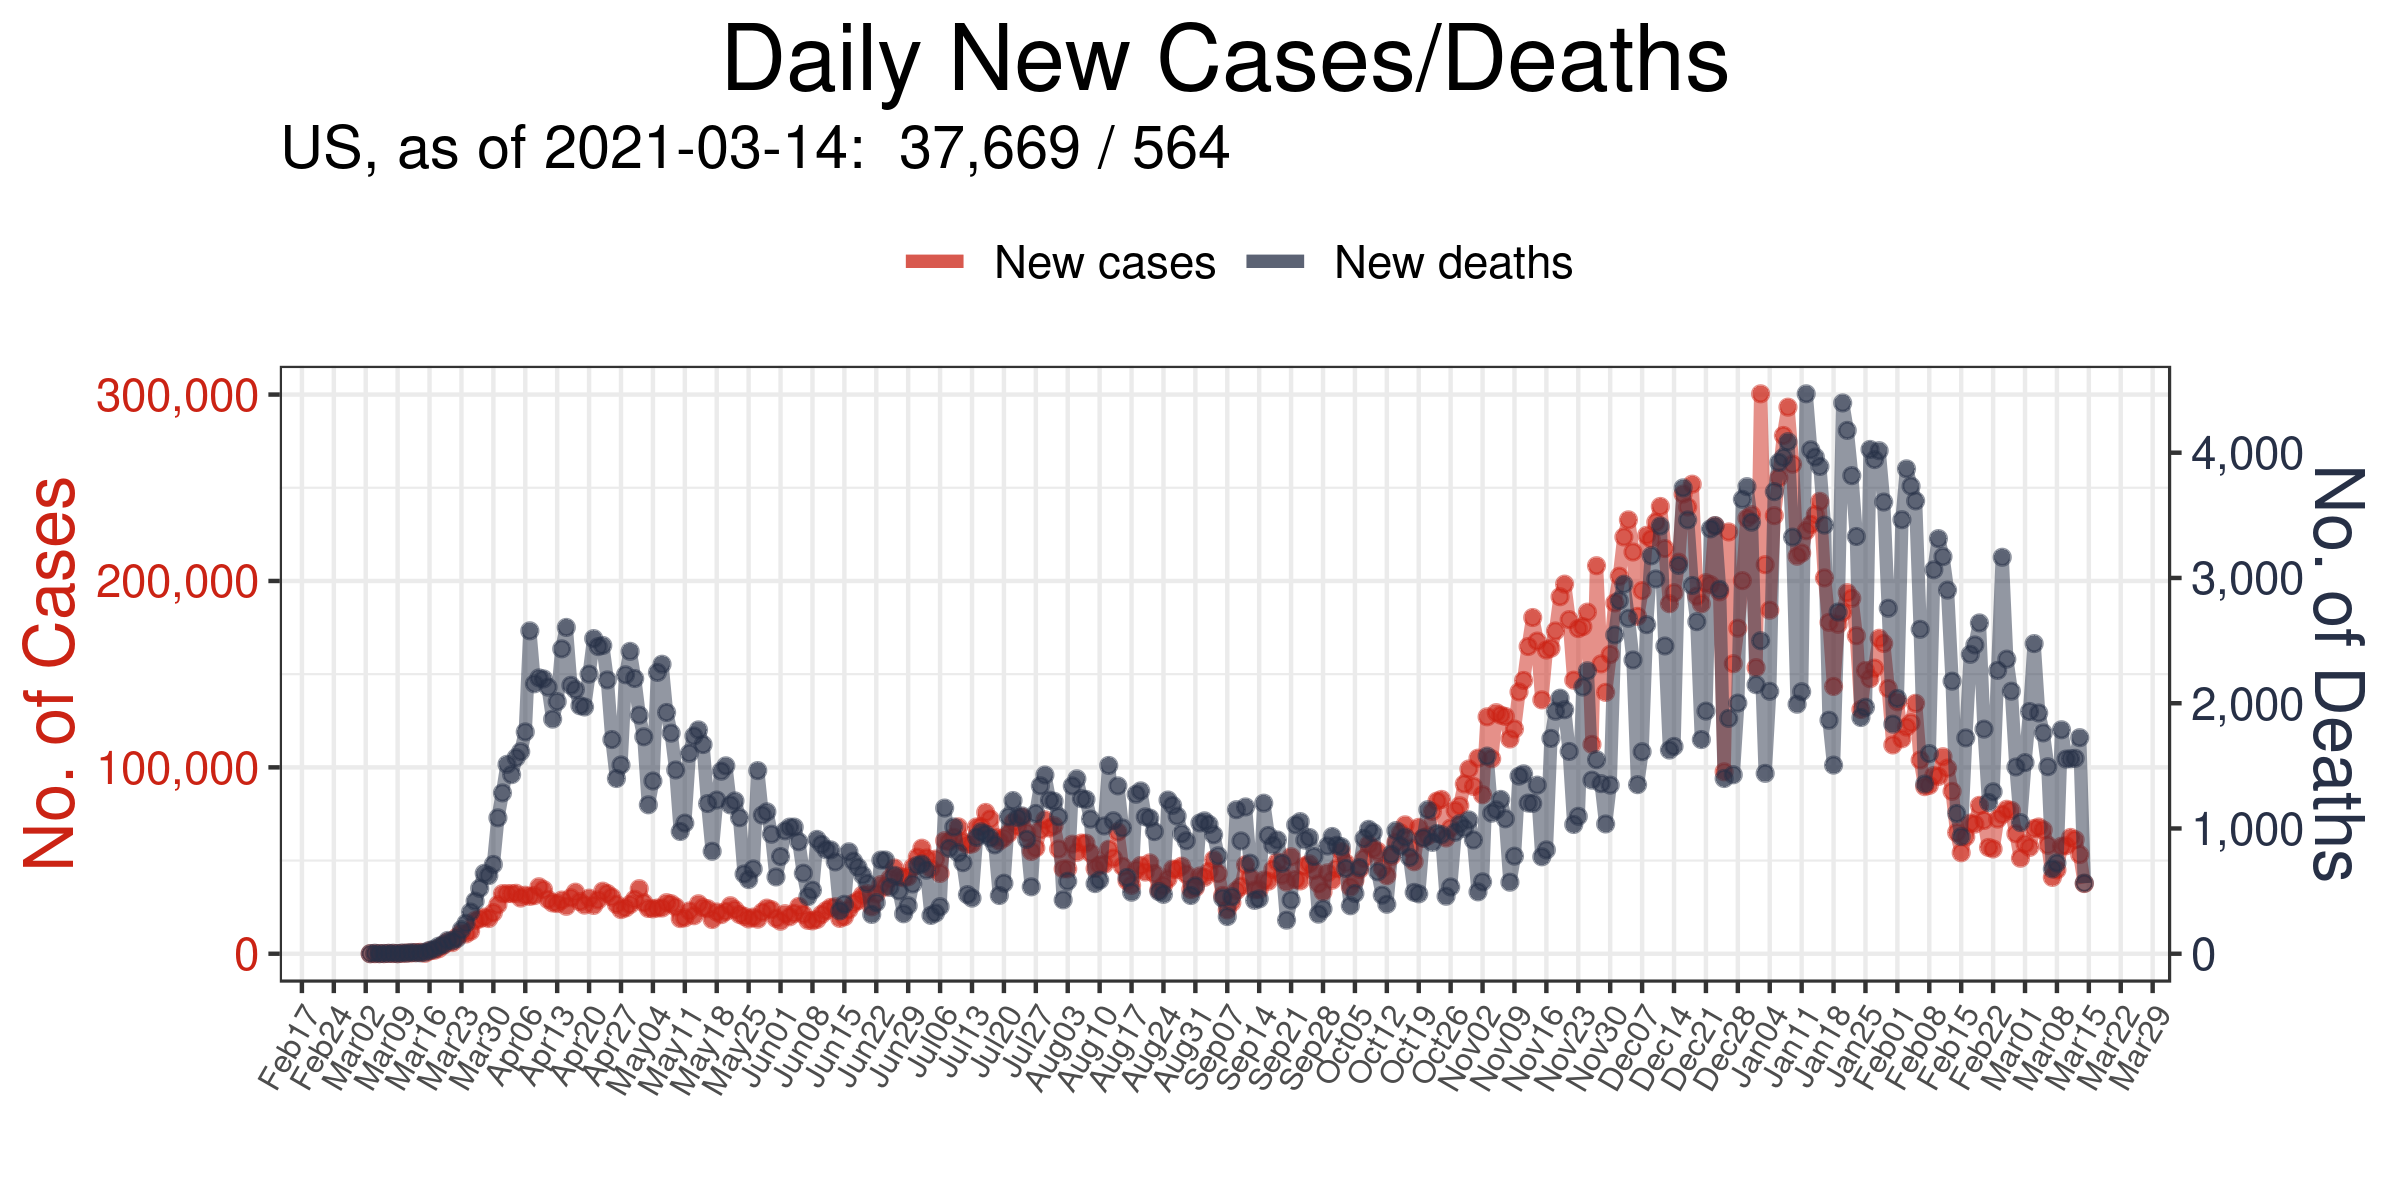 Daily New Cases/Deaths
US, as of 2021-03-14:  37,669 / 564
New cases
New deaths
No. of Cases
300,000
200,000
100,000
0
4,000
3,000
2,000
1,000
0
No. of Deaths
Feb17
Feb24
Mar02
Mar09
Mar16
Mar23
Mar30
Apr06
Apr13
Apr20
Apr27
May04
May11
May18
May25
Jun01
Jun08
Jun15
Jun22
Jun29
Jul06
Jul13
Jul20
Jul27
Aug03
Aug10
Aug17
Aug24
Aug31
Sep07
Sep14
Sep21
Sep28
Oct05
Oct12
Oct19
Oct26
Nov02
Nov09
Nov16
Nov23
Nov30
Dec07
Dec14
Dec21
Dec28
Jan04
Jan11
Jan18
Jan25
Feb01
Feb08
Feb15
Feb22
Mar01
Mar08
Mar15
Mar22
Mar29